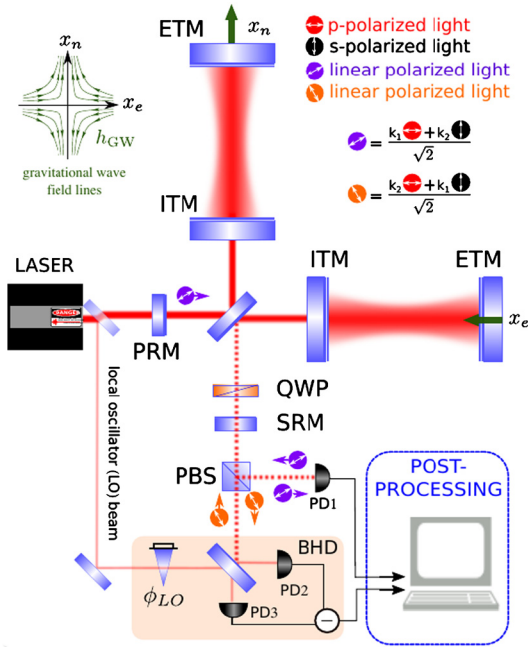 ETM
x_n
p-polarized light
s-polarized light
linear polarized light
linear polarized light
x_n
x_e
h_GW
gravitational wave
field lines
= k₁ + k₂ / √2
= k₂ + k₁ / √2
ITM
ITM
ETM
LASER
DANGER
x_e
PRM
QWP
SRM
local oscillator (LO) beam
PBS
PD1
POST-
PROCESSING
BHD
ϕ_LO
PD2
PD3
−